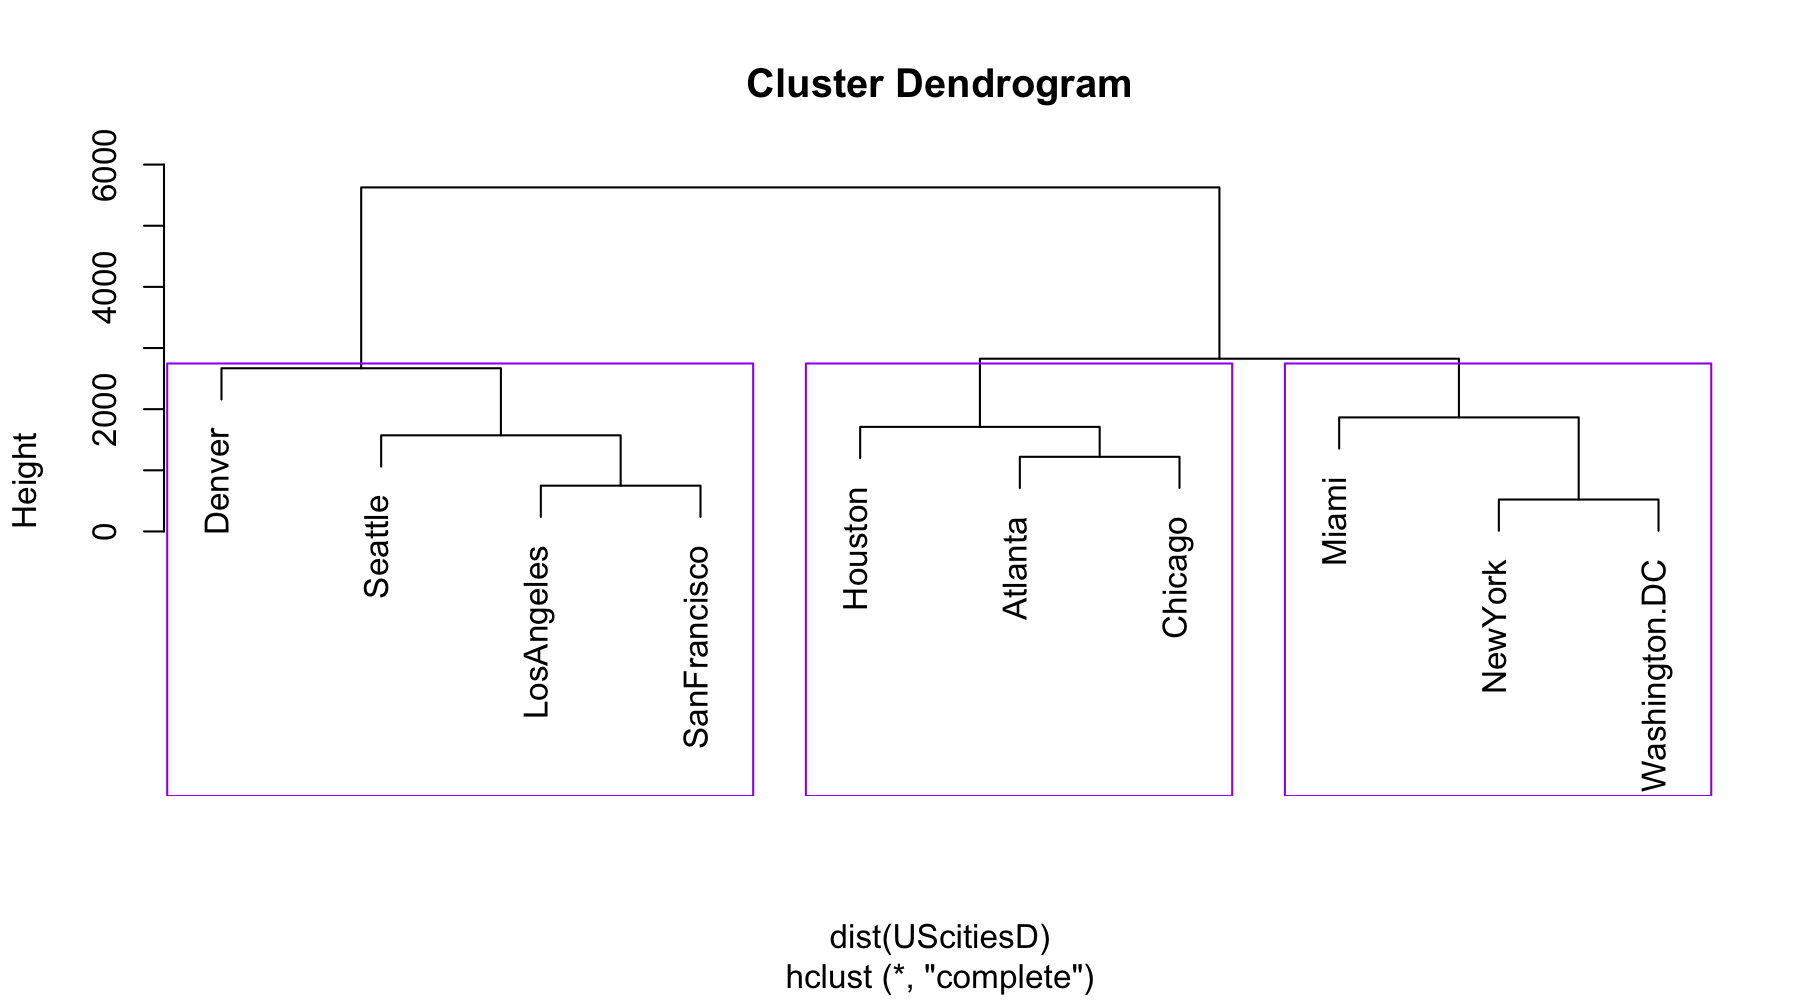 Cluster Dendrogram
Height
6000
4000
2000
0
Denver
Seattle
LosAngeles
SanFrancisco
Houston
Atlanta
Chicago
Miami
NewYork
Washington.DC
dist(UScitiesD)
hclust (*, "complete")